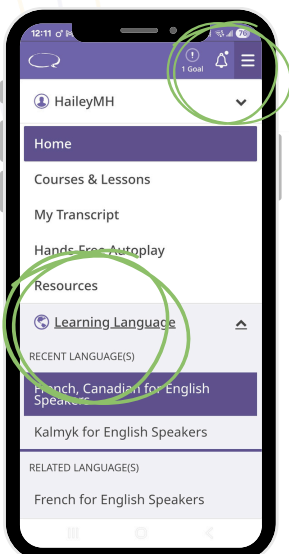 12:11
76
1 Goal
HaileyMH
Home
Courses & Lessons
My Transcript
Hands-Free Autoplay
Resources
Learning Language
RECENT LANGUAGE(S)
French, Canadian for English
Speakers
Kalmyk for English Speakers
RELATED LANGUAGE(S)
French for English Speakers